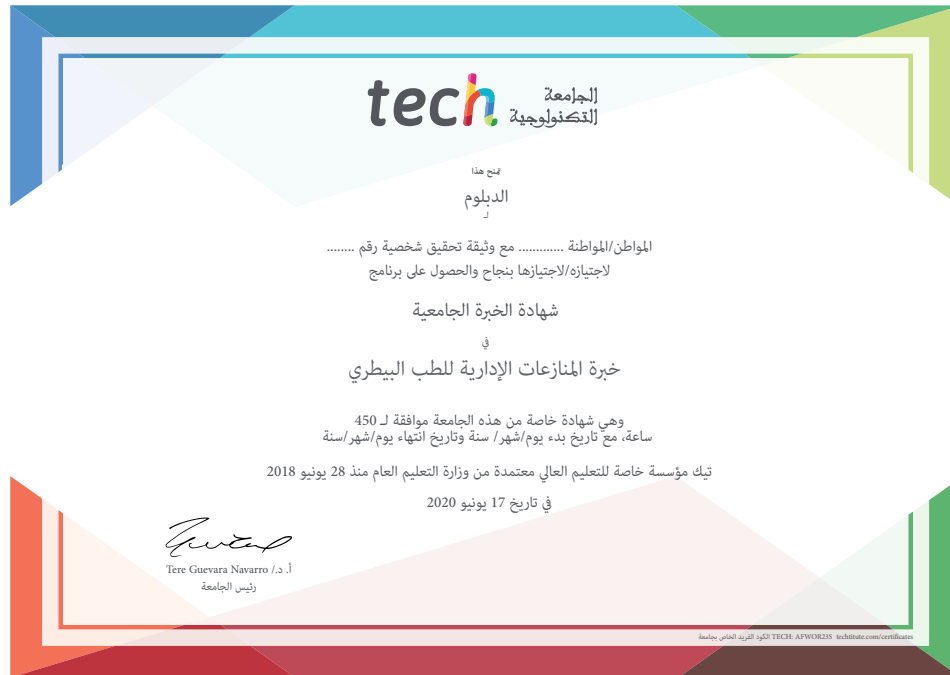 tech الجامعة
التكنولوجية
تمنح هذا
الدبلوم
لـ
المواطن/المواطنة ............. مع وثيقة تحقيق شخصية رقم ........
لاجتيازه/لاجتيازها بنجاح والحصول على برنامج
شهادة الخبرة الجامعية
في
خبرة المنازعات الإدارية للطب البيطري
وهي شهادة خاصة من هذه الجامعة موافقة لـ 450
ساعة، مع تاريخ بدء يوم/شهر/ سنة وتاريخ انتهاء يوم/شهر/سنة
تيك مؤسسة خاصة للتعليم العالي معتمدة من وزارة التعليم العام منذ 28 يونيو 2018
في تاريخ 17 يونيو 2020
أ. د./ Tere Guevara Navarro
رئيس الجامعة
الكود الفريد الخاص بجامعة TECH: AFWOR23S techtitute.com/certificates